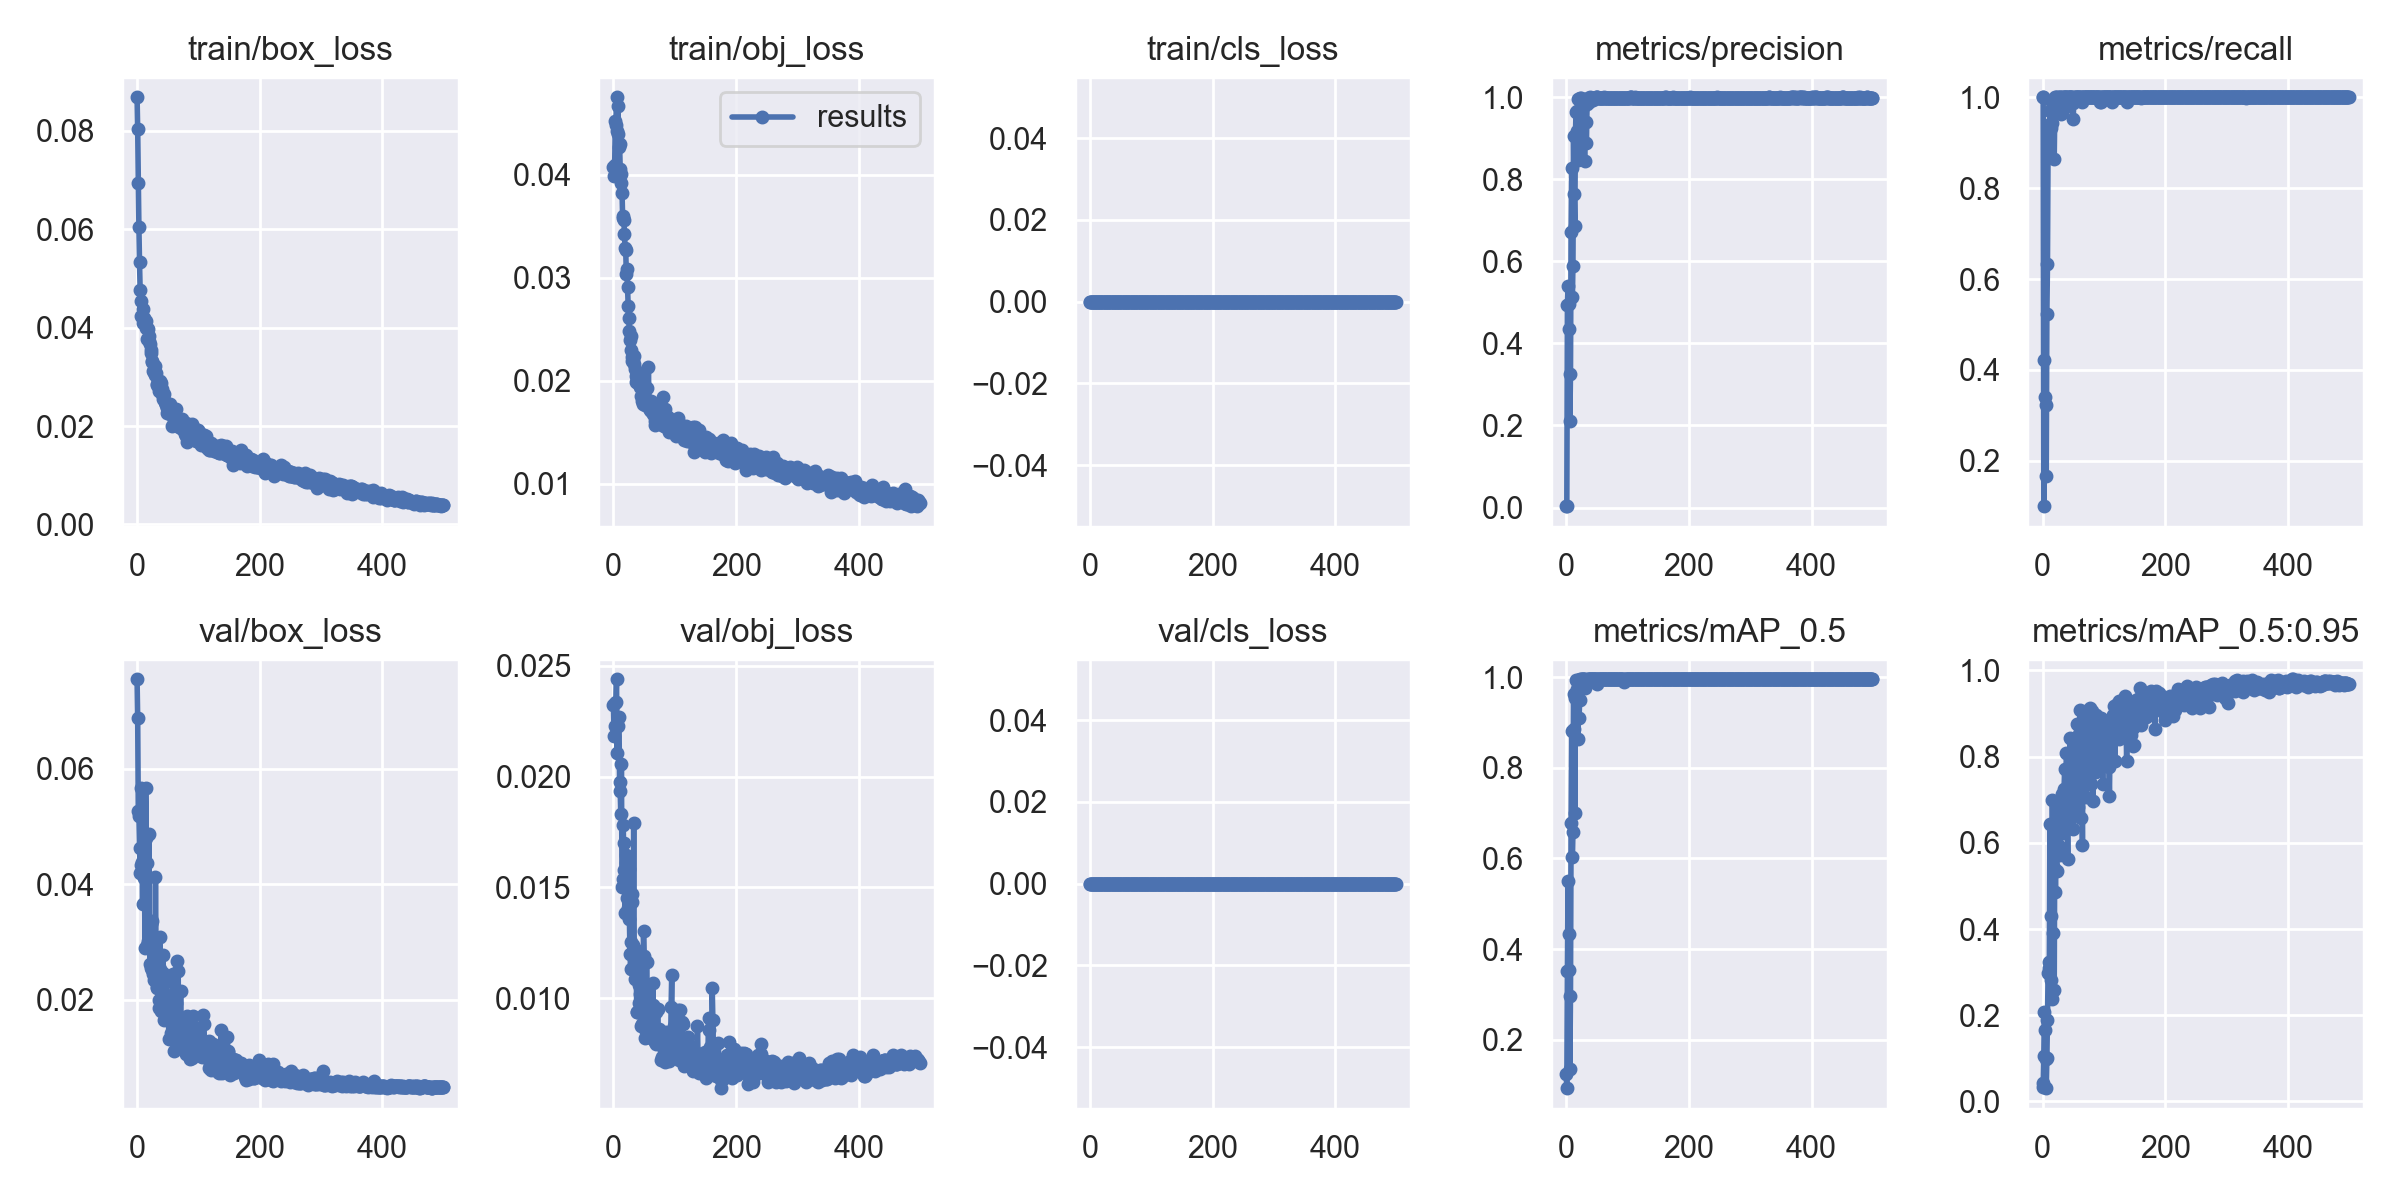 train/box_loss
0.08
0.06
0.04
0.02
0.00
0 200 400
train/obj_loss
results
0.04
0.03
0.02
0.01
0 200 400
train/cls_loss
0.04
0.02
0.00
−0.02
−0.04
0 200 400
metrics/precision
1.0
0.8
0.6
0.4
0.2
0.0
0 200 400
metrics/recall
1.0
0.8
0.6
0.4
0.2
0 200 400
val/box_loss
0.06
0.04
0.02
0 200 400
val/obj_loss
0.025
0.020
0.015
0.010
0 200 400
val/cls_loss
0.04
0.02
0.00
−0.02
−0.04
0 200 400
metrics/mAP_0.5
1.0
0.8
0.6
0.4
0.2
0 200 400
metrics/mAP_0.5:0.95
1.0
0.8
0.6
0.4
0.2
0.0
0 200 400